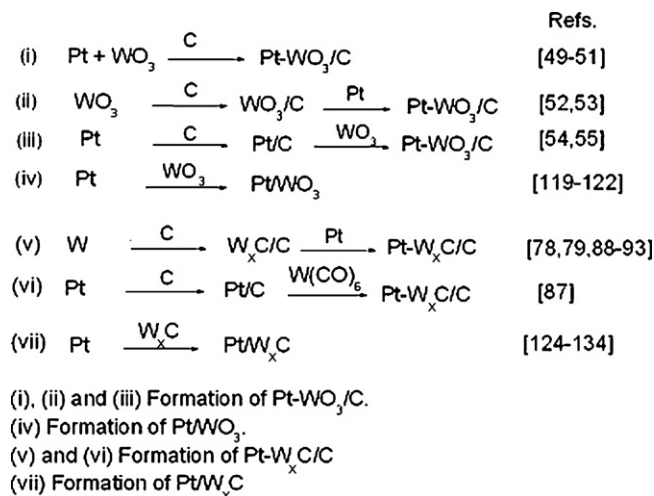 Refs.
(i) Pt + WO₃ C Pt-WO₃/C [49-51]
(ii) WO₃ C WO₃/C Pt Pt-WO₃/C [52,53]
(iii) Pt C Pt/C WO₃ Pt-WO₃/C [54,55]
(iv) Pt WO₃ Pt/WO₃ [119-122]
(v) W C WₓC/C Pt Pt-WₓC/C [78,79,88-93]
(vi) Pt C Pt/C W(CO)₆ Pt-WₓC/C [87]
(vii) Pt WₓC Pt/WₓC [124-134]
(i), (ii) and (iii) Formation of Pt-WO₃/C.
(iv) Formation of Pt/WO₃.
(v) and (vi) Formation of Pt-WₓC/C
(vii) Formation of Pt/WₓC